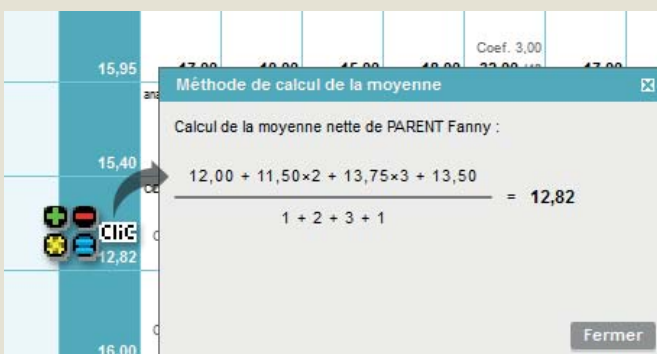 Coef. 3,00
15,95
Méthode de calcul de la moyenne
Calcul de la moyenne nette de PARENT Fanny :
15,40
12,00 + 11,50×2 + 13,75×3 + 13,50
= 12,82
1 + 2 + 3 + 1
CliC
12,82
Fermer
16,00